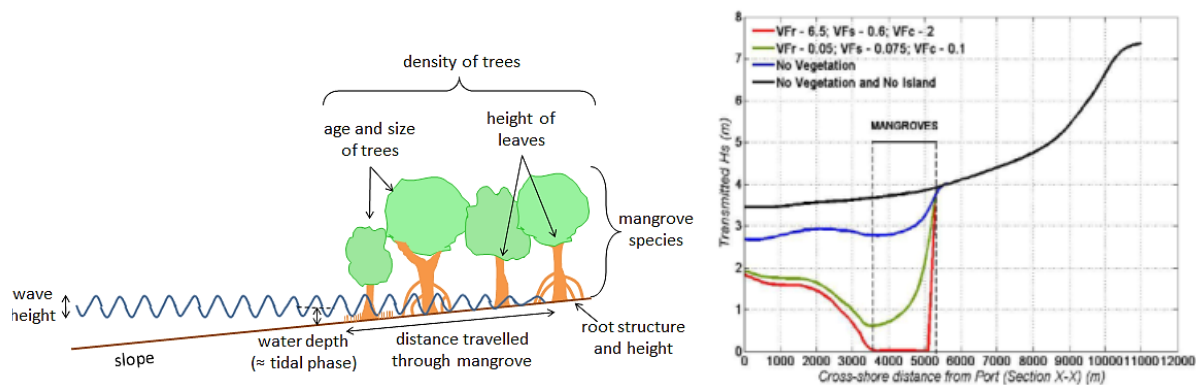 density of trees
age and size
of trees
height of
leaves
mangrove
species
wave
height
slope
water depth
(≈ tidal phase)
distance travelled
through mangrove
root structure
and height
VFr - 6.5; VFs - 0.6; VFc - 2
VFr - 0.05; VFs - 0.075; VFc - 0.1
No Vegetation
No Vegetation and No Island
MANGROVES
Transmitted Hs (m)
8
7
6
5
4
3
2
1
0
0 1000 2000 3000 4000 5000 6000 7000 8000 9000 10000 11000 12000
Cross-shore distance from Port (Section X-X) (m)